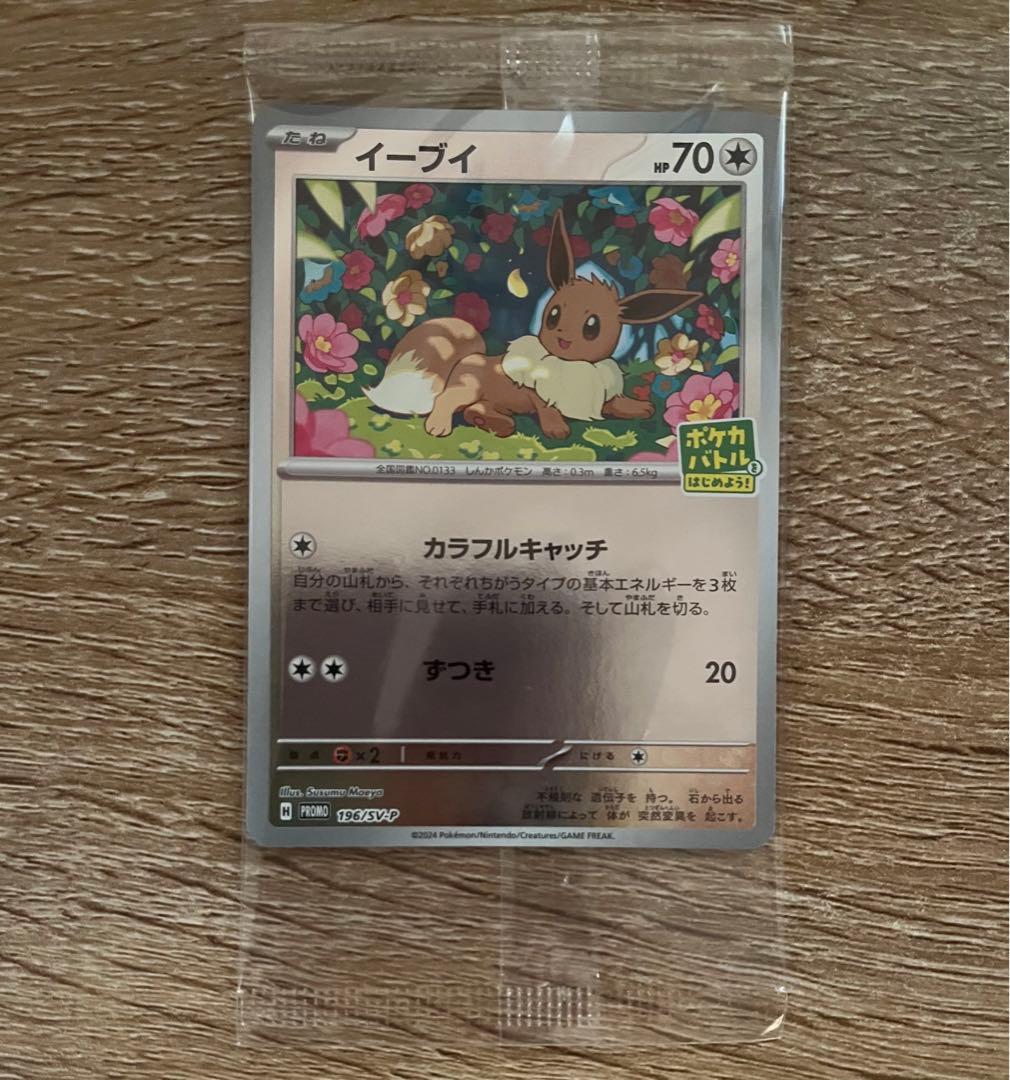 たね
イーブイ
HP70
全国図鑑NO.0133 しんかポケモン 高さ:0.3m 重さ:6.5kg
ポケカ
バトル
はじめよう!
カラフルキャッチ
自分の山札から、それぞれちがうタイプの基本エネルギーを3枚
まで選び、相手に見せて、手札に加える。そして山札を切る。
ずつき 20
弱点 ×2 抵抗力 にげる
Illus. Susumu Maeya
不規則な 遺伝子を 持つ。 石から出る
H PROMO 196/SV-P
放射線によって 体が 突然変異を 起こす。
©2024 Pokémon/Nintendo/Creatures/GAME FREAK.